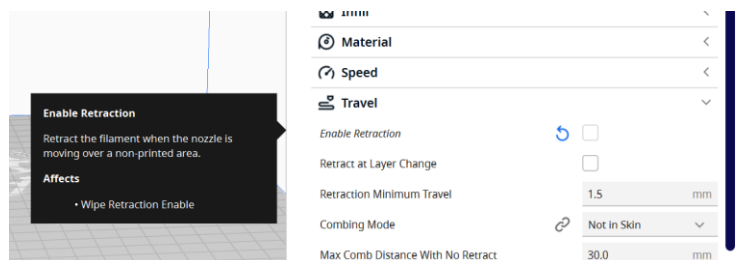 Infill
Material
Speed
Travel
Enable Retraction
Retract the filament when the nozzle is
moving over a non-printed area.
Affects
• Wipe Retraction Enable
Enable Retraction
Retract at Layer Change
Retraction Minimum Travel 1.5 mm
Combing Mode Not in Skin
Max Comb Distance With No Retract 30.0 mm